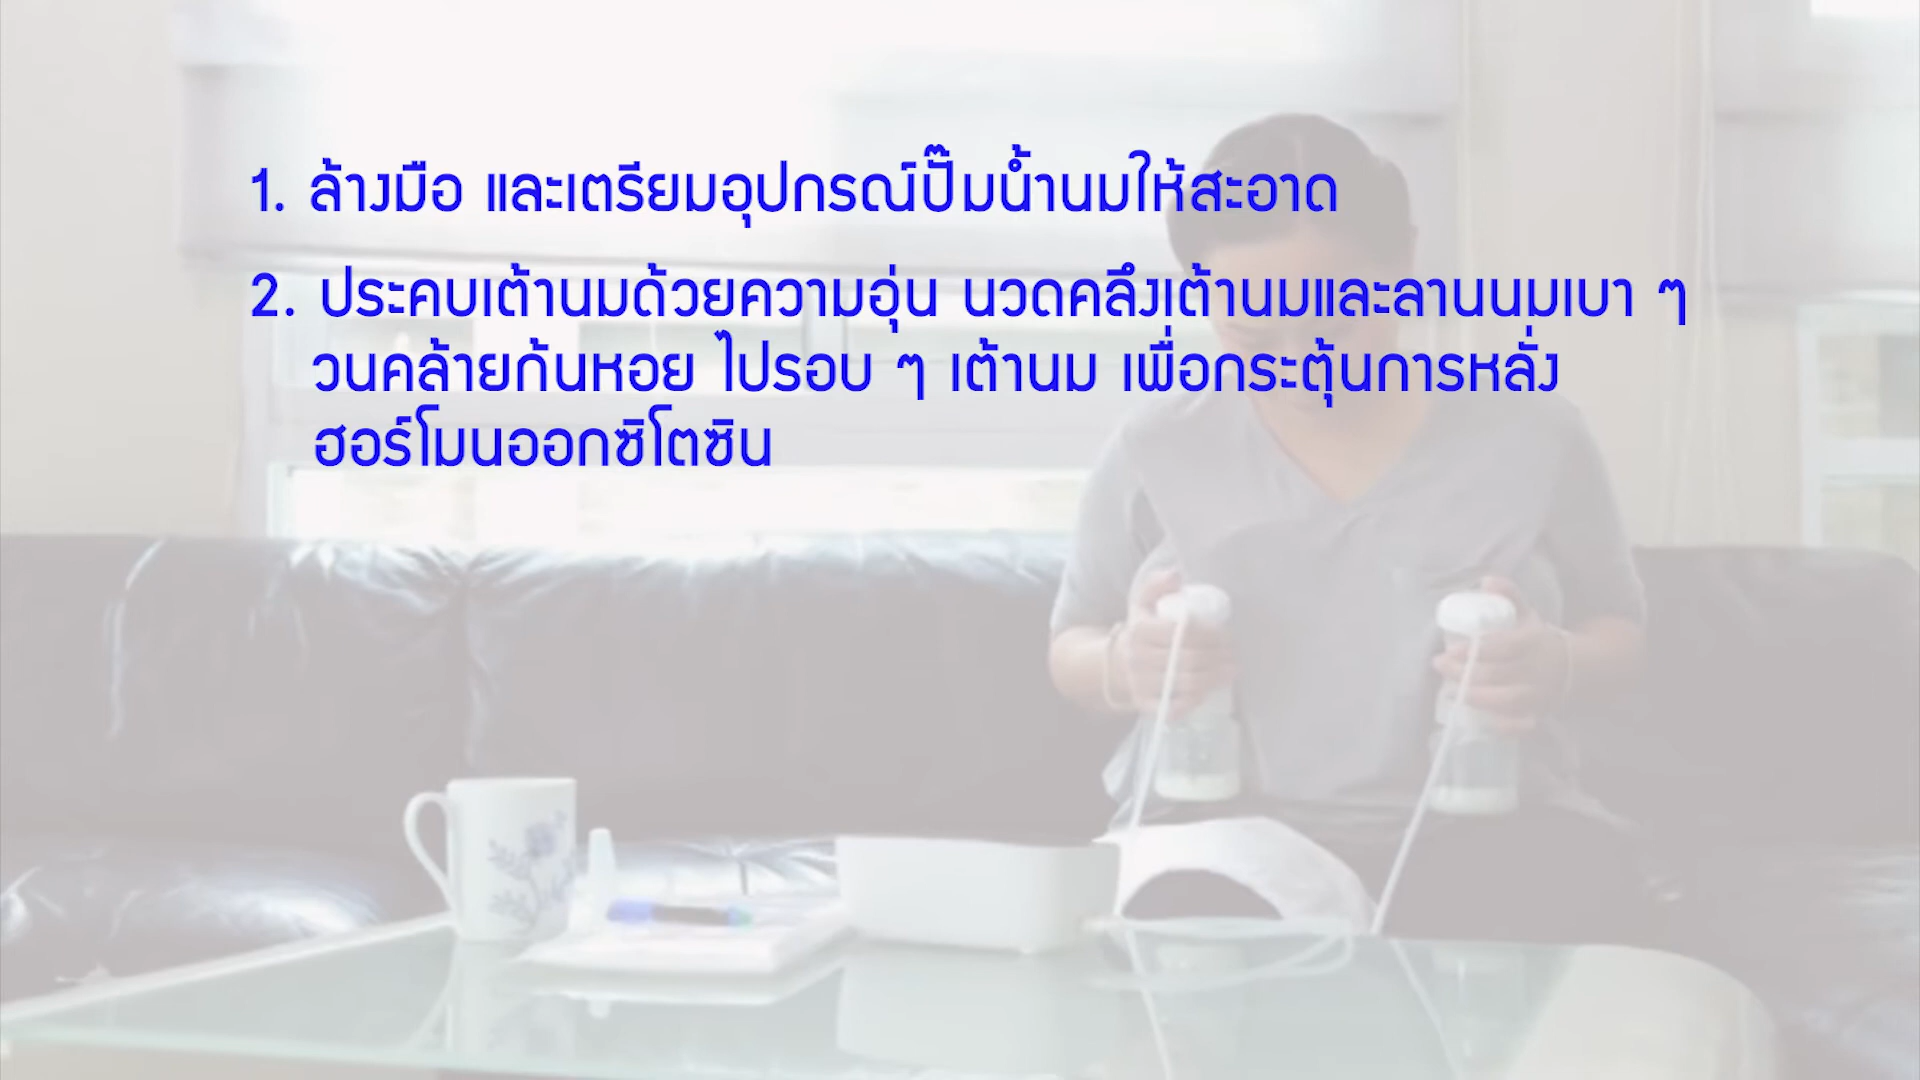 1. ล้างมือ และเตรียมอุปกรณ์ปั๊มน้ำนมให้สะอาด
2. ประคบเต้านมด้วยความอุ่น นวดคลึงเต้านมและลานนมเบา ๆ
วนคล้ายก้นหอย ไปรอบ ๆ เต้านม เพื่อกระตุ้นการหลั่ง
ฮอร์โมนออกซิโตซิน